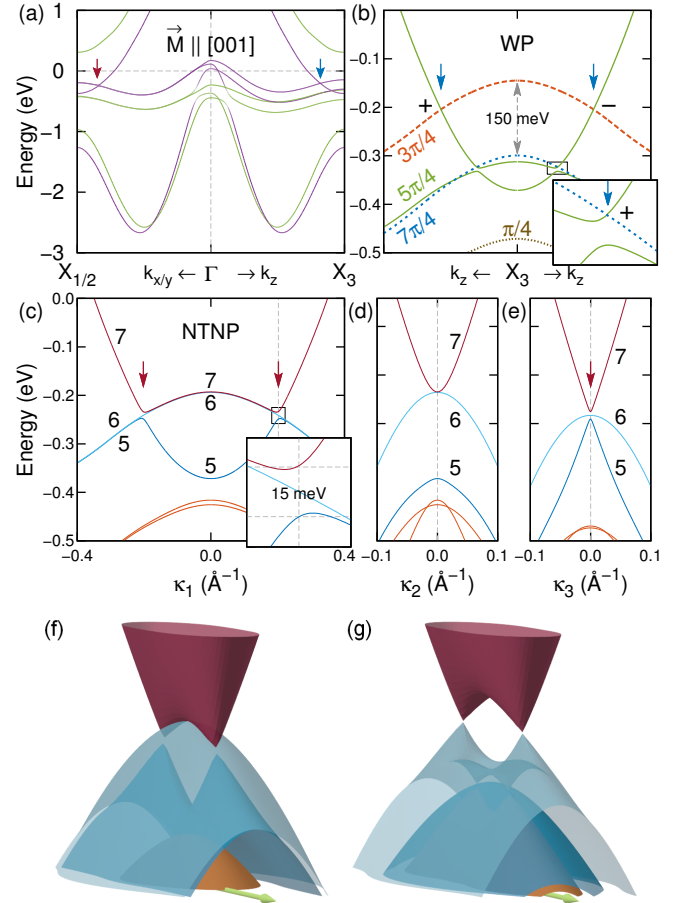 (a)
1
0
−1
−2
−3
Energy (eV)
M || [001]
X1/2
kx/y ← Γ → kz
X3
(b)
WP
−0.1
−0.2
−0.3
−0.4
−0.5
+
−
150 meV
3π/4
5π/4
7π/4
π/4
+
kz ← X3 → kz
(c)
NTNP
0.0
−0.1
−0.2
−0.3
−0.4
−0.5
Energy (eV)
7
7
6
6
5
5
15 meV
−0.4
0.0
0.4
κ1 (Å−1)
(d)
7
6
5
−0.1
0.0
0.1
κ2 (Å−1)
(e)
7
6
5
−0.1
0.0
0.1
κ3 (Å−1)
(f)
(g)